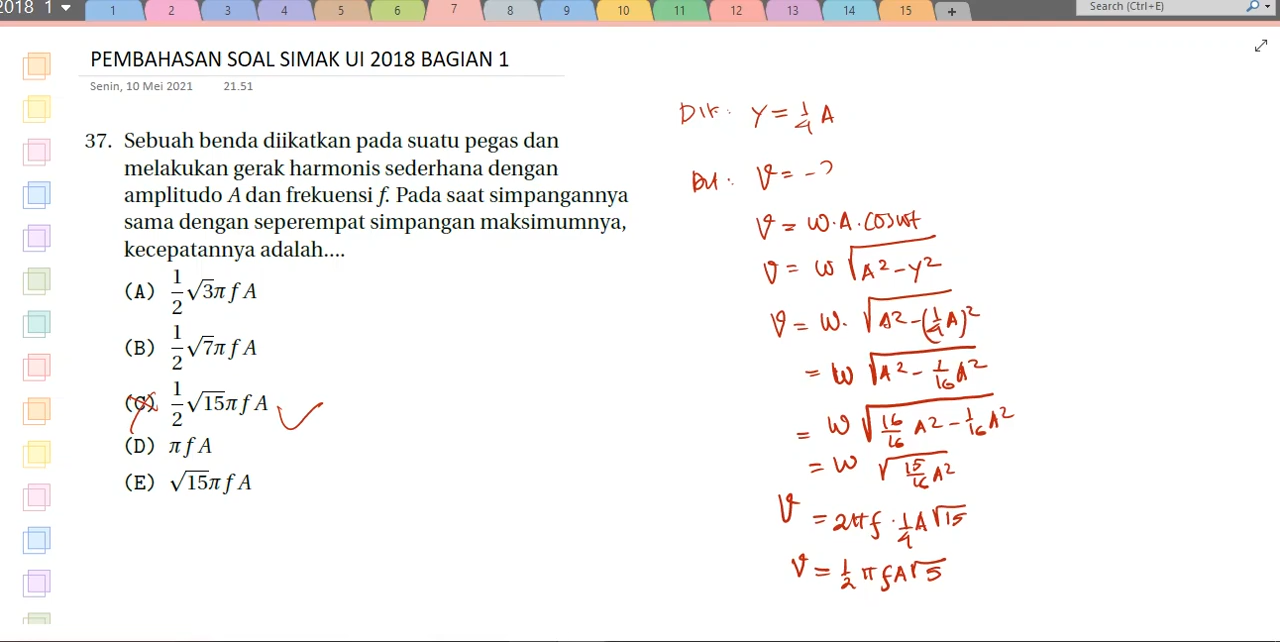 2018 1
1 2 3 4 5 6 7 8 9 10 11 12 13 14 15 +
Search (Ctrl+E)
PEMBAHASAN SOAL SIMAK UI 2018 BAGIAN 1
Senin, 10 Mei 2021 21.51
37. Sebuah benda diikatkan pada suatu pegas dan
melakukan gerak harmonis sederhana dengan
amplitudo A dan frekuensi f. Pada saat simpangannya
sama dengan seperempat simpangan maksimumnya,
kecepatannya adalah....
(A) 1/2 √3π f A
(B) 1/2 √7π f A
(C) 1/2 √15π f A
(D) π f A
(E) √15π f A
Dik: y = 1/4 A
Dit: v = --?
v = ω·A·cos ωt
v = ω √(A² - y²)
v = ω· √(A² - (1/4 A)²)
= ω √(A² - 1/16 A²)
= ω √(16/16 A² - 1/16 A²)
= ω √(15/16 A²)
v = 2πf · 1/4 A√15
v = 1/2 π f A √5